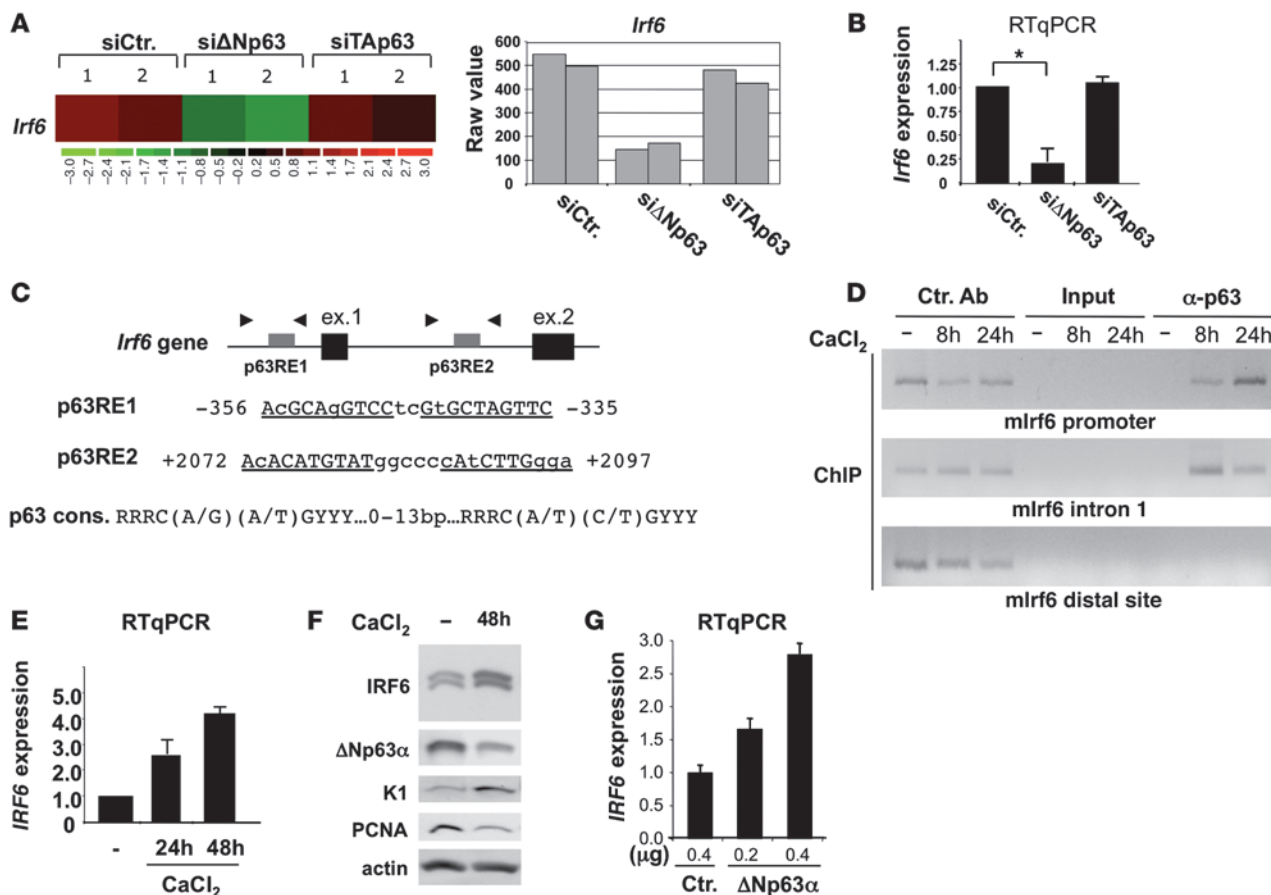 A
siCtr. siΔNp63 siTAp63
1 2 1 2 1 2
Irf6
-3.0 -2.7 -2.4 -2.1 -1.7 -1.4 -1.1 -0.8 -0.5 -0.2 0.2 0.5 0.8 1.1 1.4 1.7 2.1 2.4 2.7 3.0
Irf6
Raw value
600
500
400
300
200
100
0
siCtr. siΔNp63 siTAp63
B
RTqPCR
Irf6 expression
1.25
1.00
0.75
0.50
0.25
0
*
siCtr. siΔNp63 siTAp63
C
Irf6 gene
ex.1 ex.2
p63RE1 p63RE2
p63RE1 -356 AcGCAgGTCCtcGtGCTAGTTC -335
p63RE2 +2072 AcACATGTATggccccAtCTTGgga +2097
p63 cons. RRRC(A/G)(A/T)GYYY…0-13bp…RRRC(A/T)(C/T)GYYY
D
Ctr. Ab Input α-p63
CaCl2 – 8h 24h – 8h 24h – 8h 24h
ChIP
mIrf6 promoter
mIrf6 intron 1
mIrf6 distal site
E
RTqPCR
IRF6 expression
5.0
4.0
3.0
2.0
1.0
0
- 24h 48h
CaCl2
F
CaCl2 – 48h
IRF6
ΔNp63α
K1
PCNA
actin
G
RTqPCR
IRF6 expression
3.0
2.5
2.0
1.5
1.0
0.5
0.0
(μg) 0.4 0.2 0.4
Ctr. ΔNp63α